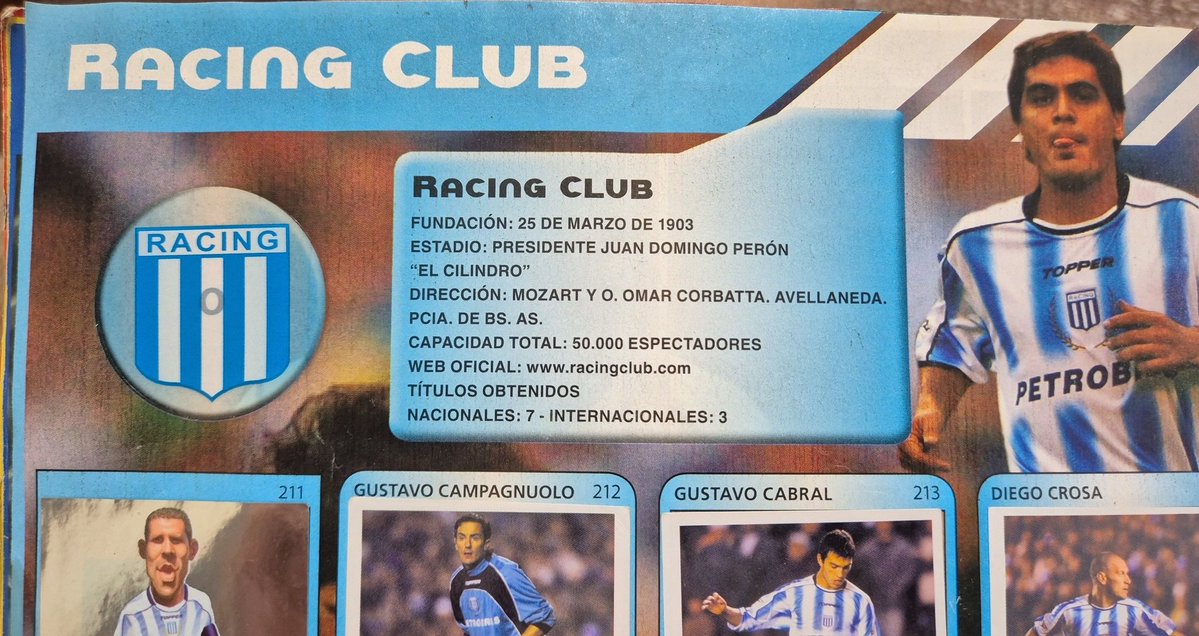 RACING CLUB
RACING
RACING CLUB
FUNDACIÓN: 25 DE MARZO DE 1903
ESTADIO: PRESIDENTE JUAN DOMINGO PERÓN
“EL CILINDRO”
DIRECCIÓN: MOZART Y O. OMAR CORBATTA. AVELLANEDA.
PCIA. DE BS. AS.
CAPACIDAD TOTAL: 50.000 ESPECTADORES
WEB OFICIAL: www.racingclub.com
TÍTULOS OBTENIDOS
NACIONALES: 7 - INTERNACIONALES: 3
TOPPER
RACING
PETROB
211
GUSTAVO CAMPAGNUOLO 212
GUSTAVO CABRAL 213
DIEGO CROSA
TOPPER